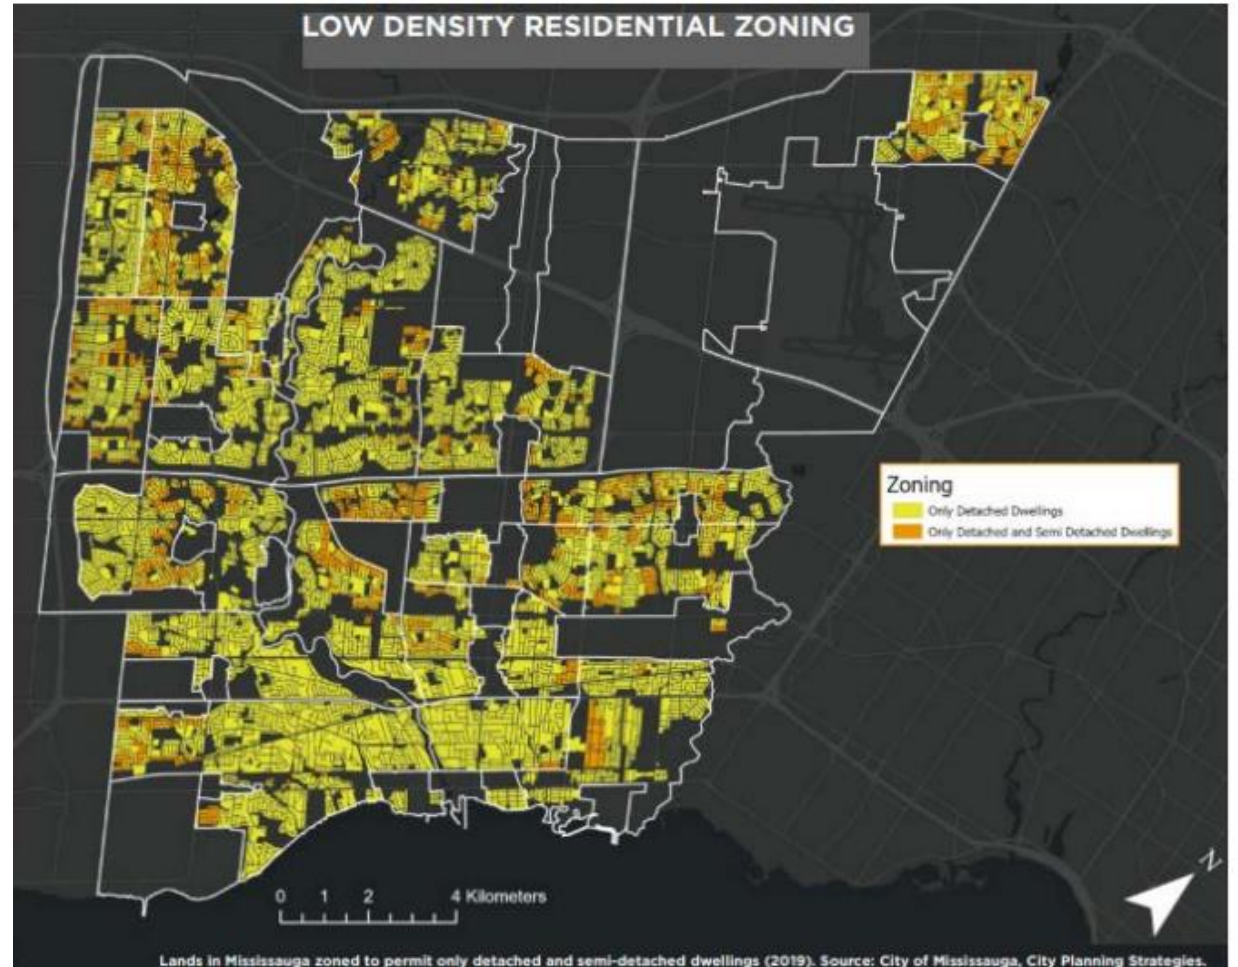 LOW DENSITY RESIDENTIAL ZONING
Zoning
Only Detached Dwellings
Only Detached and Semi Detached Dwellings
N
0 1 2 4 Kilometers
Lands in Mississauga zoned to permit only detached and semi-detached dwellings (2019). Source: City of Mississauga, City Planning Strategies.